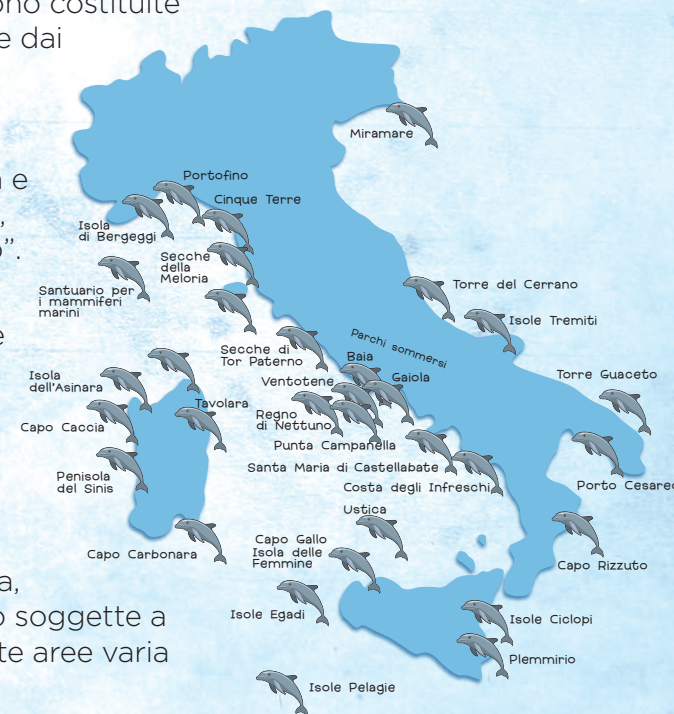 ono costituite
e dai
a e
”.
e
a,
o soggette a
te aree varia
Miramare
Portofino
Cinque Terre
Isola
di Bergeggi
Secche
della
Meloria
Santuario per
i mammiferi
marini
Torre del Cerrano
Isole Tremiti
Parchi sommersi
Secche di
Tor Paterno
Baia
Gaiola
Ventotene
Torre Guaceto
Isola
dell'Asinara
Tavolara
Regno
di Nettuno
Capo Caccia
Punta Campanella
Santa Maria di Castellabate
Penisola
del Sinis
Costa degli Infreschi
Porto Cesareo
Ustica
Capo Carbonara
Capo Gallo
Isola delle
Femmine
Capo Rizzuto
Isole Egadi
Isole Ciclopi
Plemmirio
Isole Pelagie